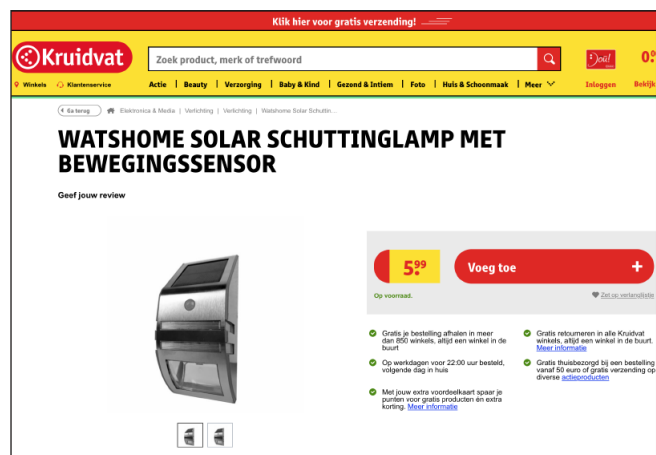 Klik hier voor gratis verzending!
Kruidvat
Zoek product, merk of trefwoord
Winkels Klantenservice
Actie Beauty Verzorging Baby & Kind Gezond & Intiem Foto Huis & Schoonmaak Meer
Inloggen Bekijk
Ga terug Elektronica & Media | Verlichting | Verlichting | Watshome Solar Schuttin...
WATSHOME SOLAR SCHUTTINGLAMP MET
BEWEGINGSSENSOR
Geef jouw review
5.99
Voeg toe +
Op voorraad.
Zet op verlanglijstje
Gratis je bestelling afhalen in meer
dan 850 winkels, altijd een winkel in de
buurt
Op werkdagen voor 22:00 uur besteld,
volgende dag in huis
Met jouw extra voordeelkaart spaar je
punten voor gratis producten én extra
korting. Meer informatie
Gratis retourneren in alle Kruidvat
winkels, altijd een winkel in de buurt.
Meer informatie
Gratis thuisbezorgd bij een bestelling
vanaf 50 euro of gratis verzending op
diverse actieproducten